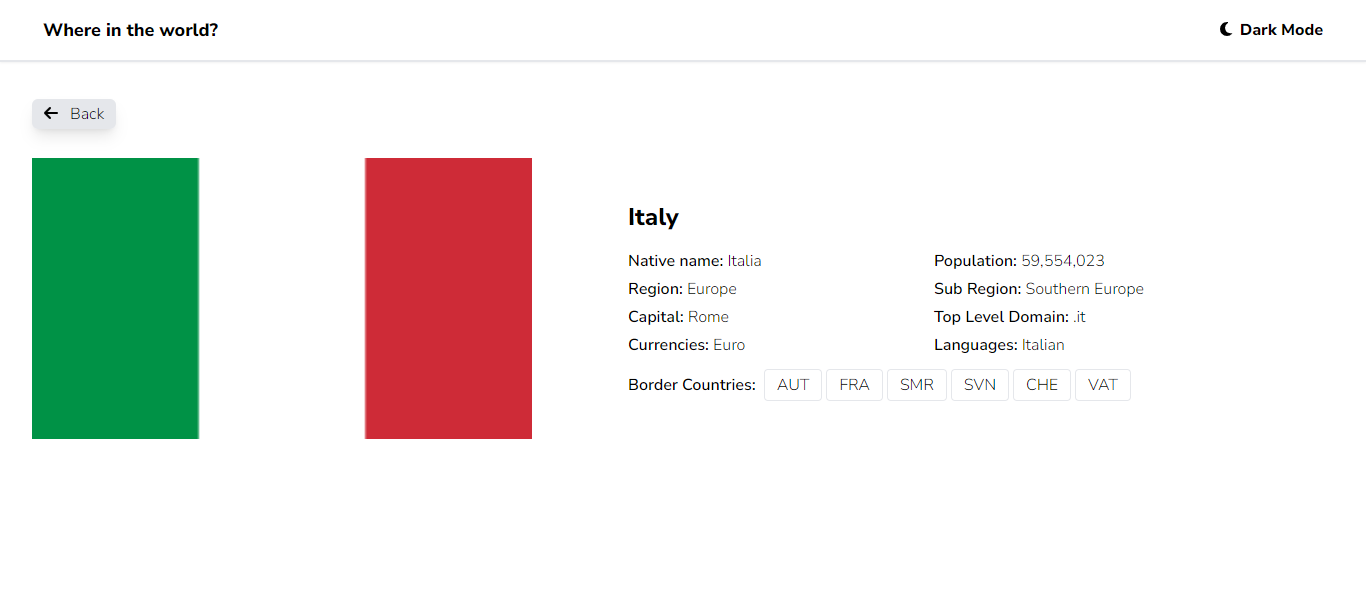 Where in the world?
Dark Mode
Back
Italy
Native name: Italia
Population: 59,554,023
Region: Europe
Sub Region: Southern Europe
Capital: Rome
Top Level Domain: .it
Currencies: Euro
Languages: Italian
Border Countries: AUT FRA SMR SVN CHE VAT